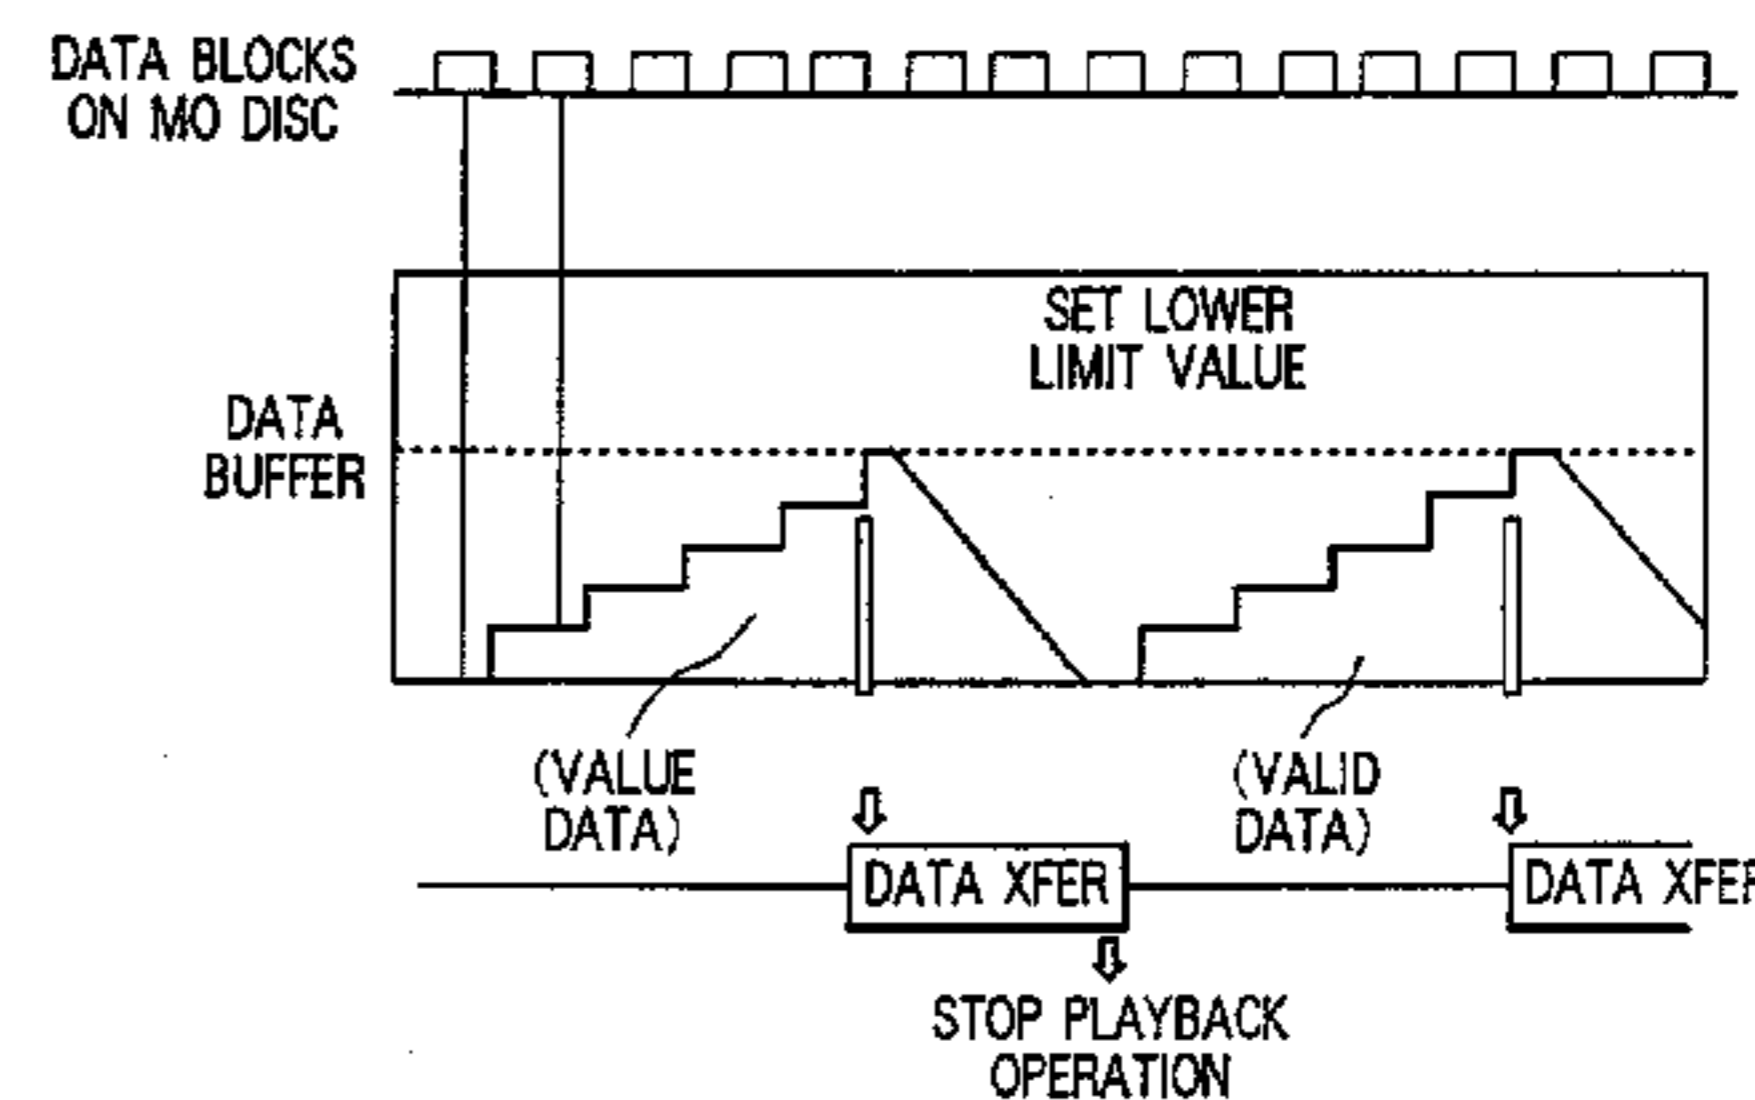 DATA BLOCKS
ON MO DISC
SET LOWER
LIMIT VALUE
DATA
BUFFER
(VALUE
DATA)
(VALID
DATA)
DATA XFER
DATA XFER
STOP PLAYBACK
OPERATION